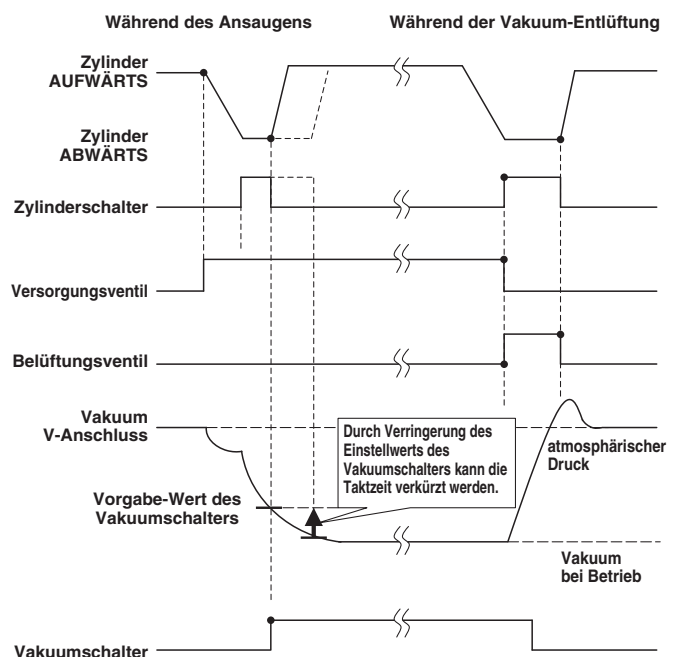 Während des Ansaugens
Während der Vakuum-Entlüftung
Zylinder
AUFWÄRTS
Zylinder
ABWÄRTS
Zylinderschalter
Versorgungsventil
Belüftungsventil
Vakuum
V-Anschluss
Durch Verringerung des
Einstellwerts des
Vakuumschalters kann die
Taktzeit verkürzt werden.
atmosphärischer
Druck
Vorgabe-Wert des
Vakuumschalters
Vakuum
bei Betrieb
Vakuumschalter